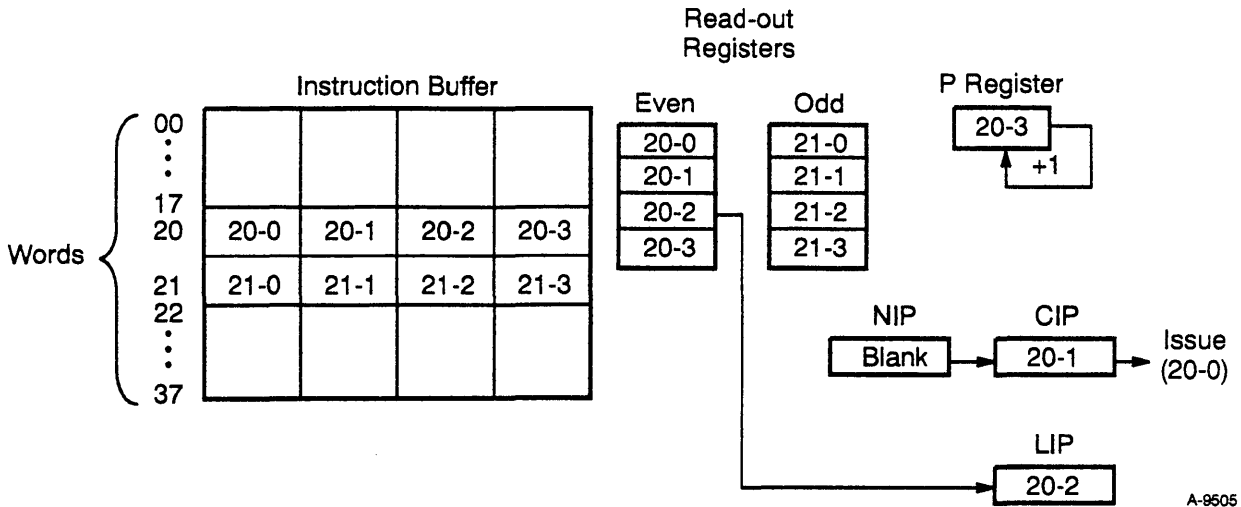 Read-out
Registers
Instruction Buffer
Even
Odd
P Register
Words
00
17
20
21
22
37
20-0 20-1 20-2 20-3
21-0 21-1 21-2 21-3
20-0
20-1
20-2
20-3
21-0
21-1
21-2
21-3
20-3
+1
NIP
Blank
CIP
20-1
Issue
(20-0)
LIP
20-2
A-9505